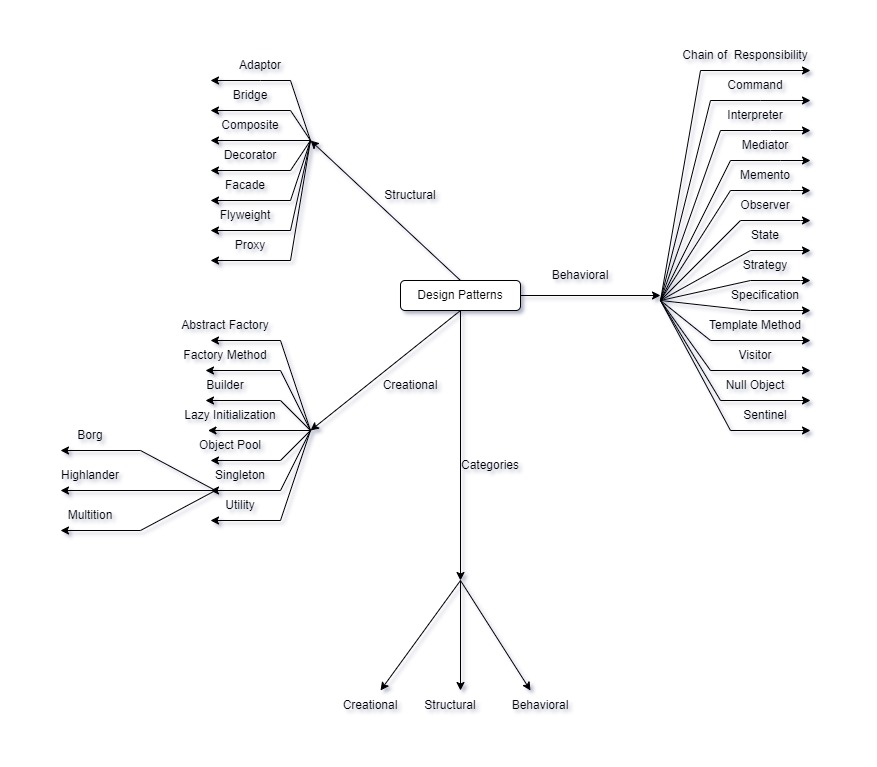 Adaptor
Bridge
Composite
Decorator
Facade
Flyweight
Proxy
Structural
Chain of  Responsibility
Command
Interpreter
Mediator
Memento
Observer
State
Strategy
Specification
Template Method
Visitor
Null Object
Sentinel
Behavioral
Design Patterns
Abstract Factory
Factory Method
Builder
Lazy Initialization
Object Pool
Singleton
Utility
Creational
Borg
Highlander
Multition
Categories
Creational
Structural
Behavioral